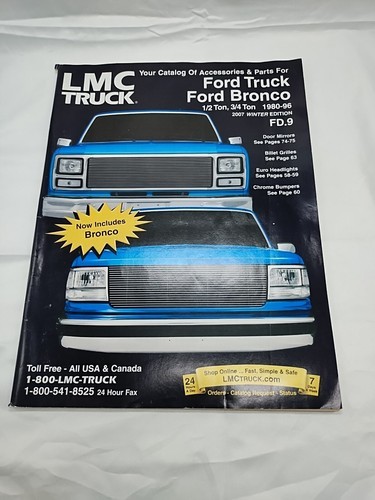 LMC
TRUCK®
Your Catalog Of Accessories & Parts For
Ford Truck
Ford Bronco
1/2 Ton, 3/4 Ton 1980-96
2007 WINTER EDITION
FD.9
Door Mirrors
See Pages 74-75
Billet Grilles
See Page 63
Euro Headlights
See Pages 58-59
Chrome Bumpers
See Page 60
Now Includes
Bronco
Toll Free - All USA & Canada
1-800-LMC-TRUCK
1-800-541-8525 24 Hour Fax
24
Hours
A Day
Shop Online ... Fast, Simple & Safe
LMCTRUCK.com
Orders - Catalog Request - Status
7
Days
A Week